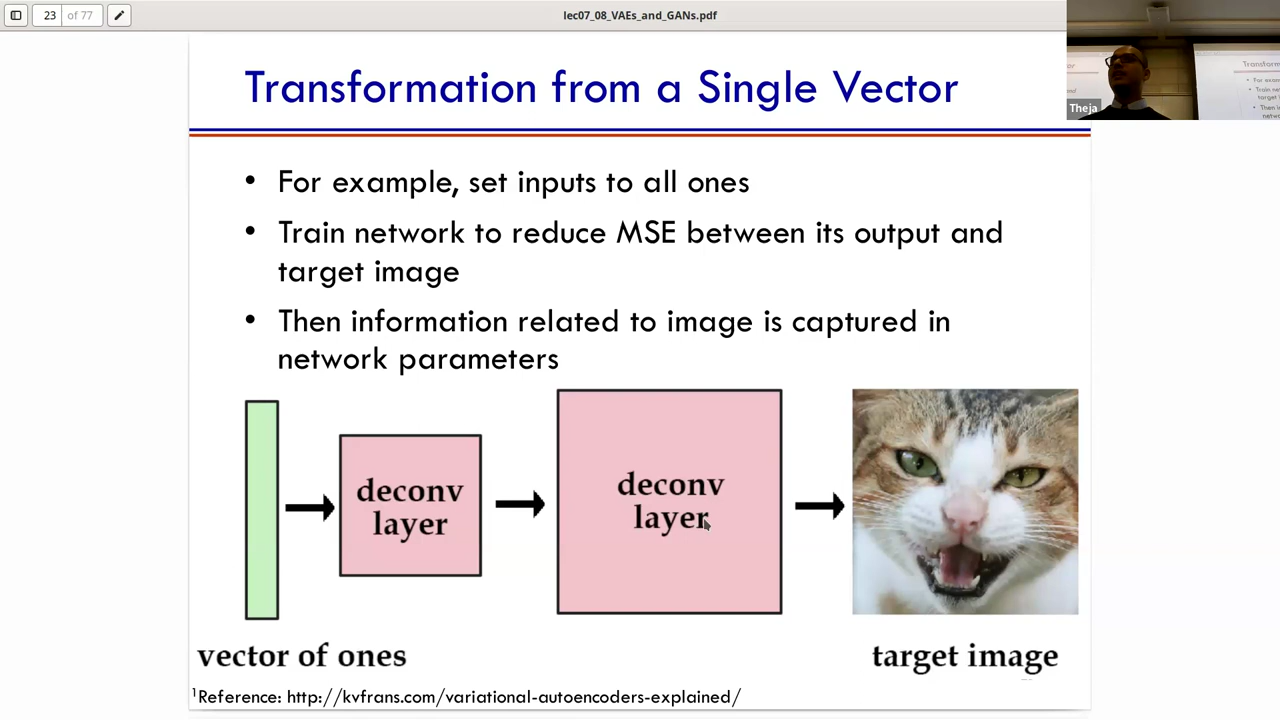 23 of 77
lec07_08_VAEs_and_GANs.pdf
Theja
Transformation from a Single Vector
• For example, set inputs to all ones
• Train network to reduce MSE between its output and
target image
• Then information related to image is captured in
network parameters
deconv
layer
deconv
layer
vector of ones
target image
¹Reference: http://kvfrans.com/variational-autoencoders-explained/